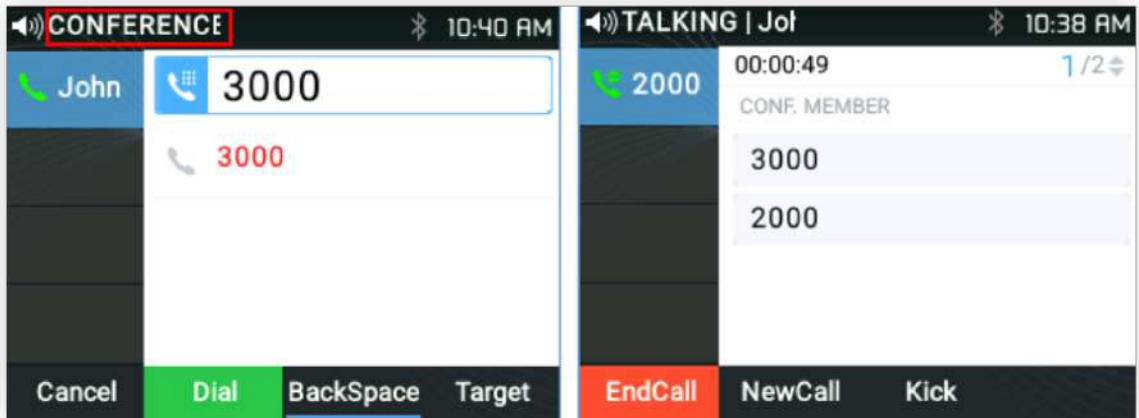 CONFERENCE
10:40 AM
John
3000
3000
Cancel Dial BackSpace Target
TALKING | Joh
10:38 AM
2000
00:00:49
1/2
CONF. MEMBER
3000
2000
EndCall NewCall Kick